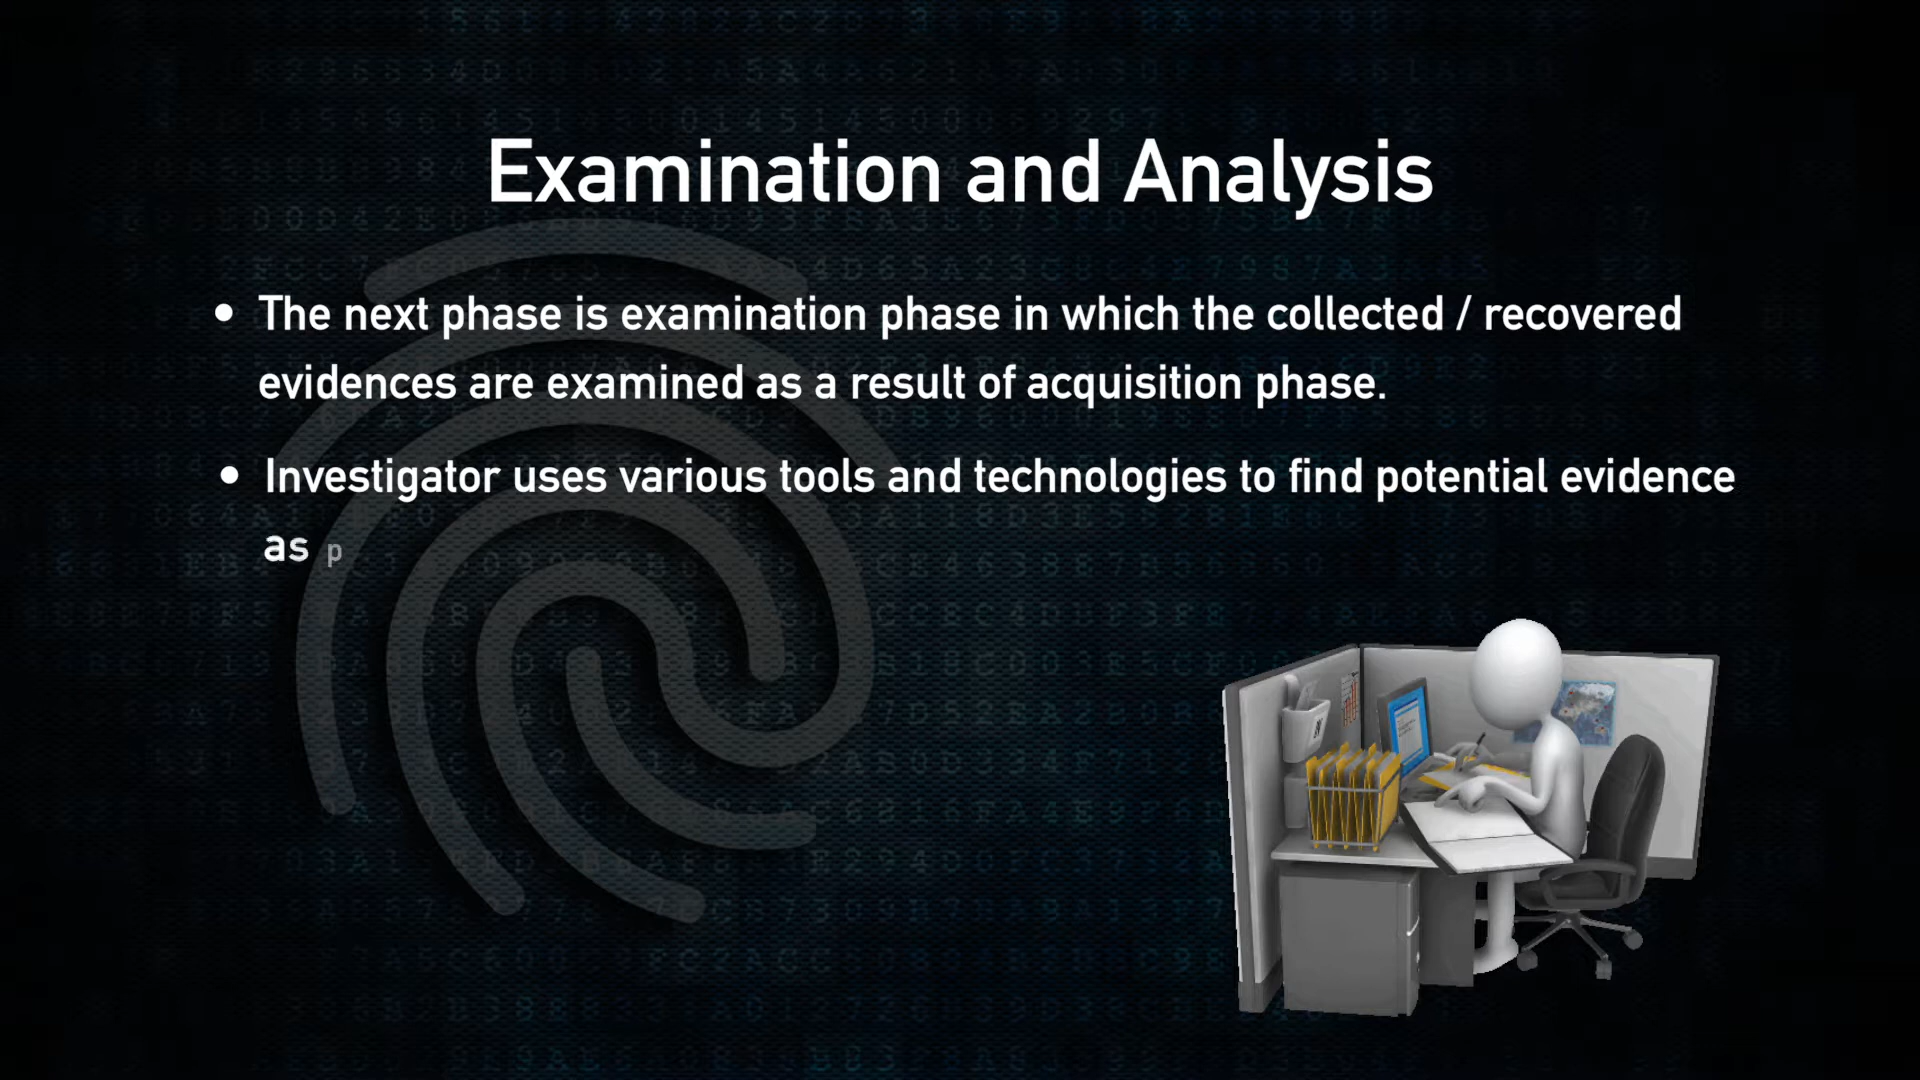 Examination and Analysis
• The next phase is examination phase in which the collected / recovered
evidences are examined as a result of acquisition phase.
• Investigator uses various tools and technologies to find potential evidence
as p